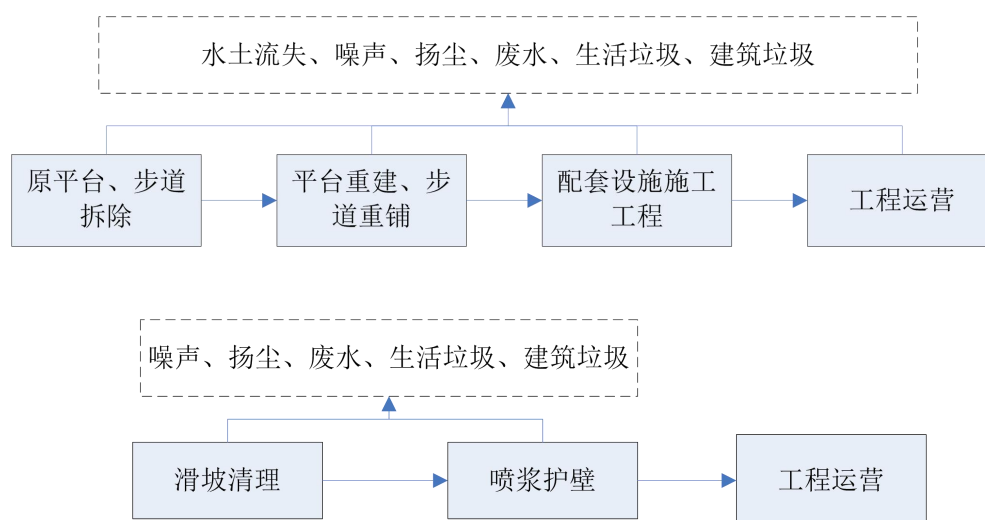 水土流失、噪声、扬尘、废水、生活垃圾、建筑垃圾
原平台、步道
拆除
平台重建、步
道重铺
配套设施施工
工程
工程运营
噪声、扬尘、废水、生活垃圾、建筑垃圾
滑坡清理
喷浆护壁
工程运营